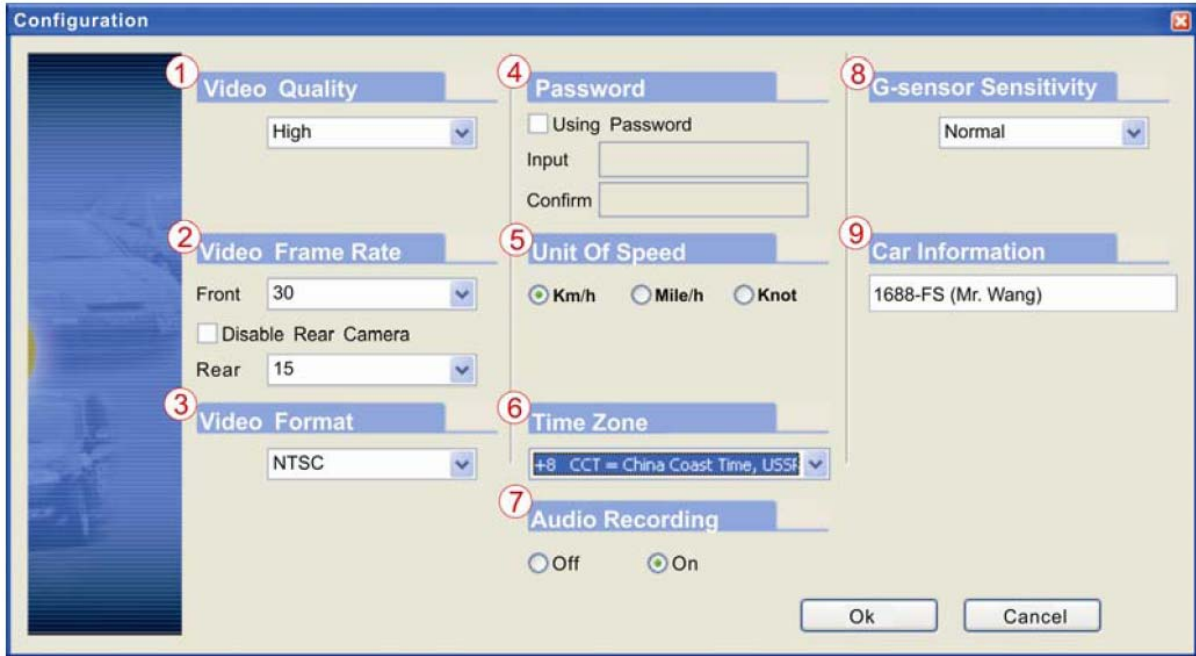 Configuration
① Video Quality
High
② Video Frame Rate
Front 30
Disable Rear Camera
Rear 15
③ Video Format
NTSC
④ Password
Using Password
Input
Confirm
⑤ Unit Of Speed
Km/h Mile/h Knot
⑥ Time Zone
+8 CCT = China Coast Time, USSR
⑦ Audio Recording
Off On
⑧ G-sensor Sensitivity
Normal
⑨ Car Information
1688-FS (Mr. Wang)
Ok Cancel